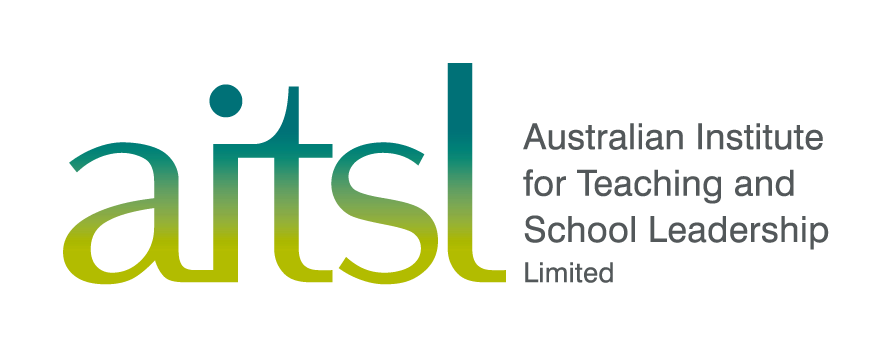 aitsl
Australian Institute
for Teaching and
School Leadership
Limited